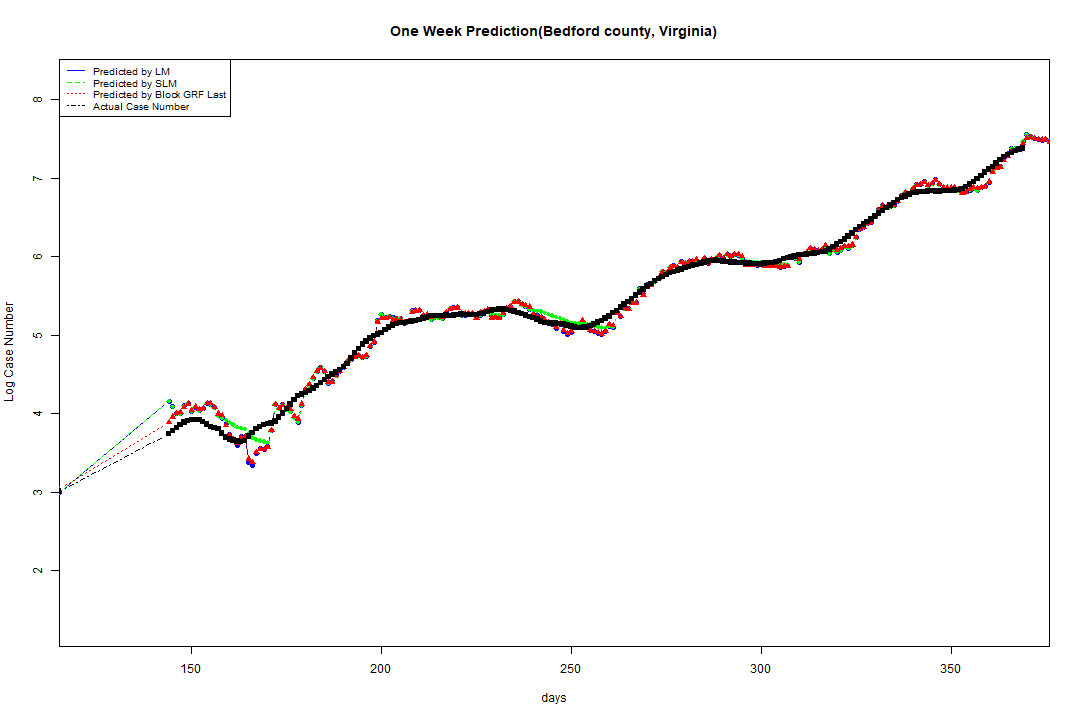 One Week Prediction(Bedford county, Virginia)
Predicted by LM
Predicted by SLM
Predicted by Block GRF Last
Actual Case Number
8
7
6
5
4
3
2
Log Case Number
150 200 250 300 350
days